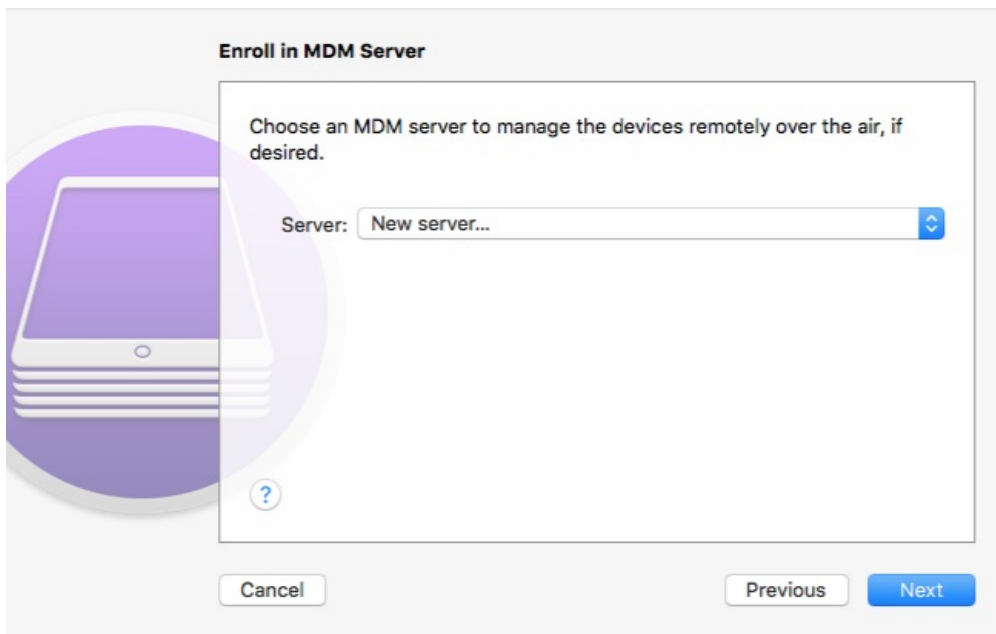 Enroll in MDM Server
Choose an MDM server to manage the devices remotely over the air, if
desired.
Server: New server...
?
Cancel Previous Next